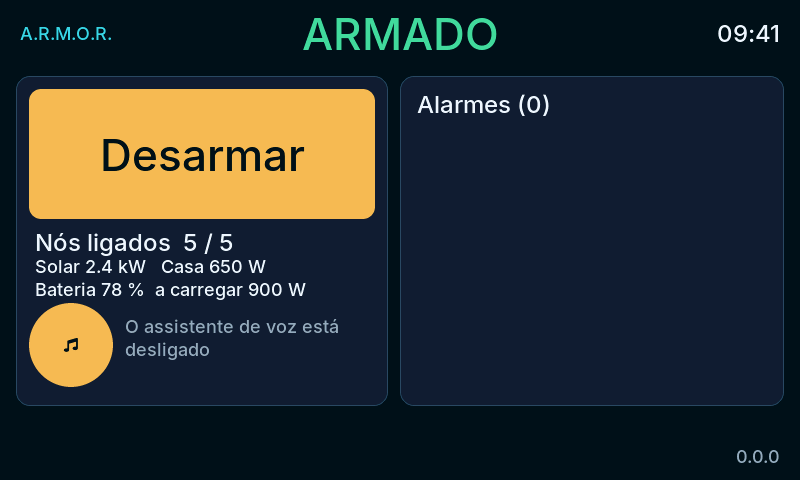 A.R.M.O.R.
ARMADO
09:41
Desarmar
Nós ligados 5 / 5
Solar 2.4 kW Casa 650 W
Bateria 78 % a carregar 900 W
O assistente de voz está
desligado
Alarmes (0)
0.0.0